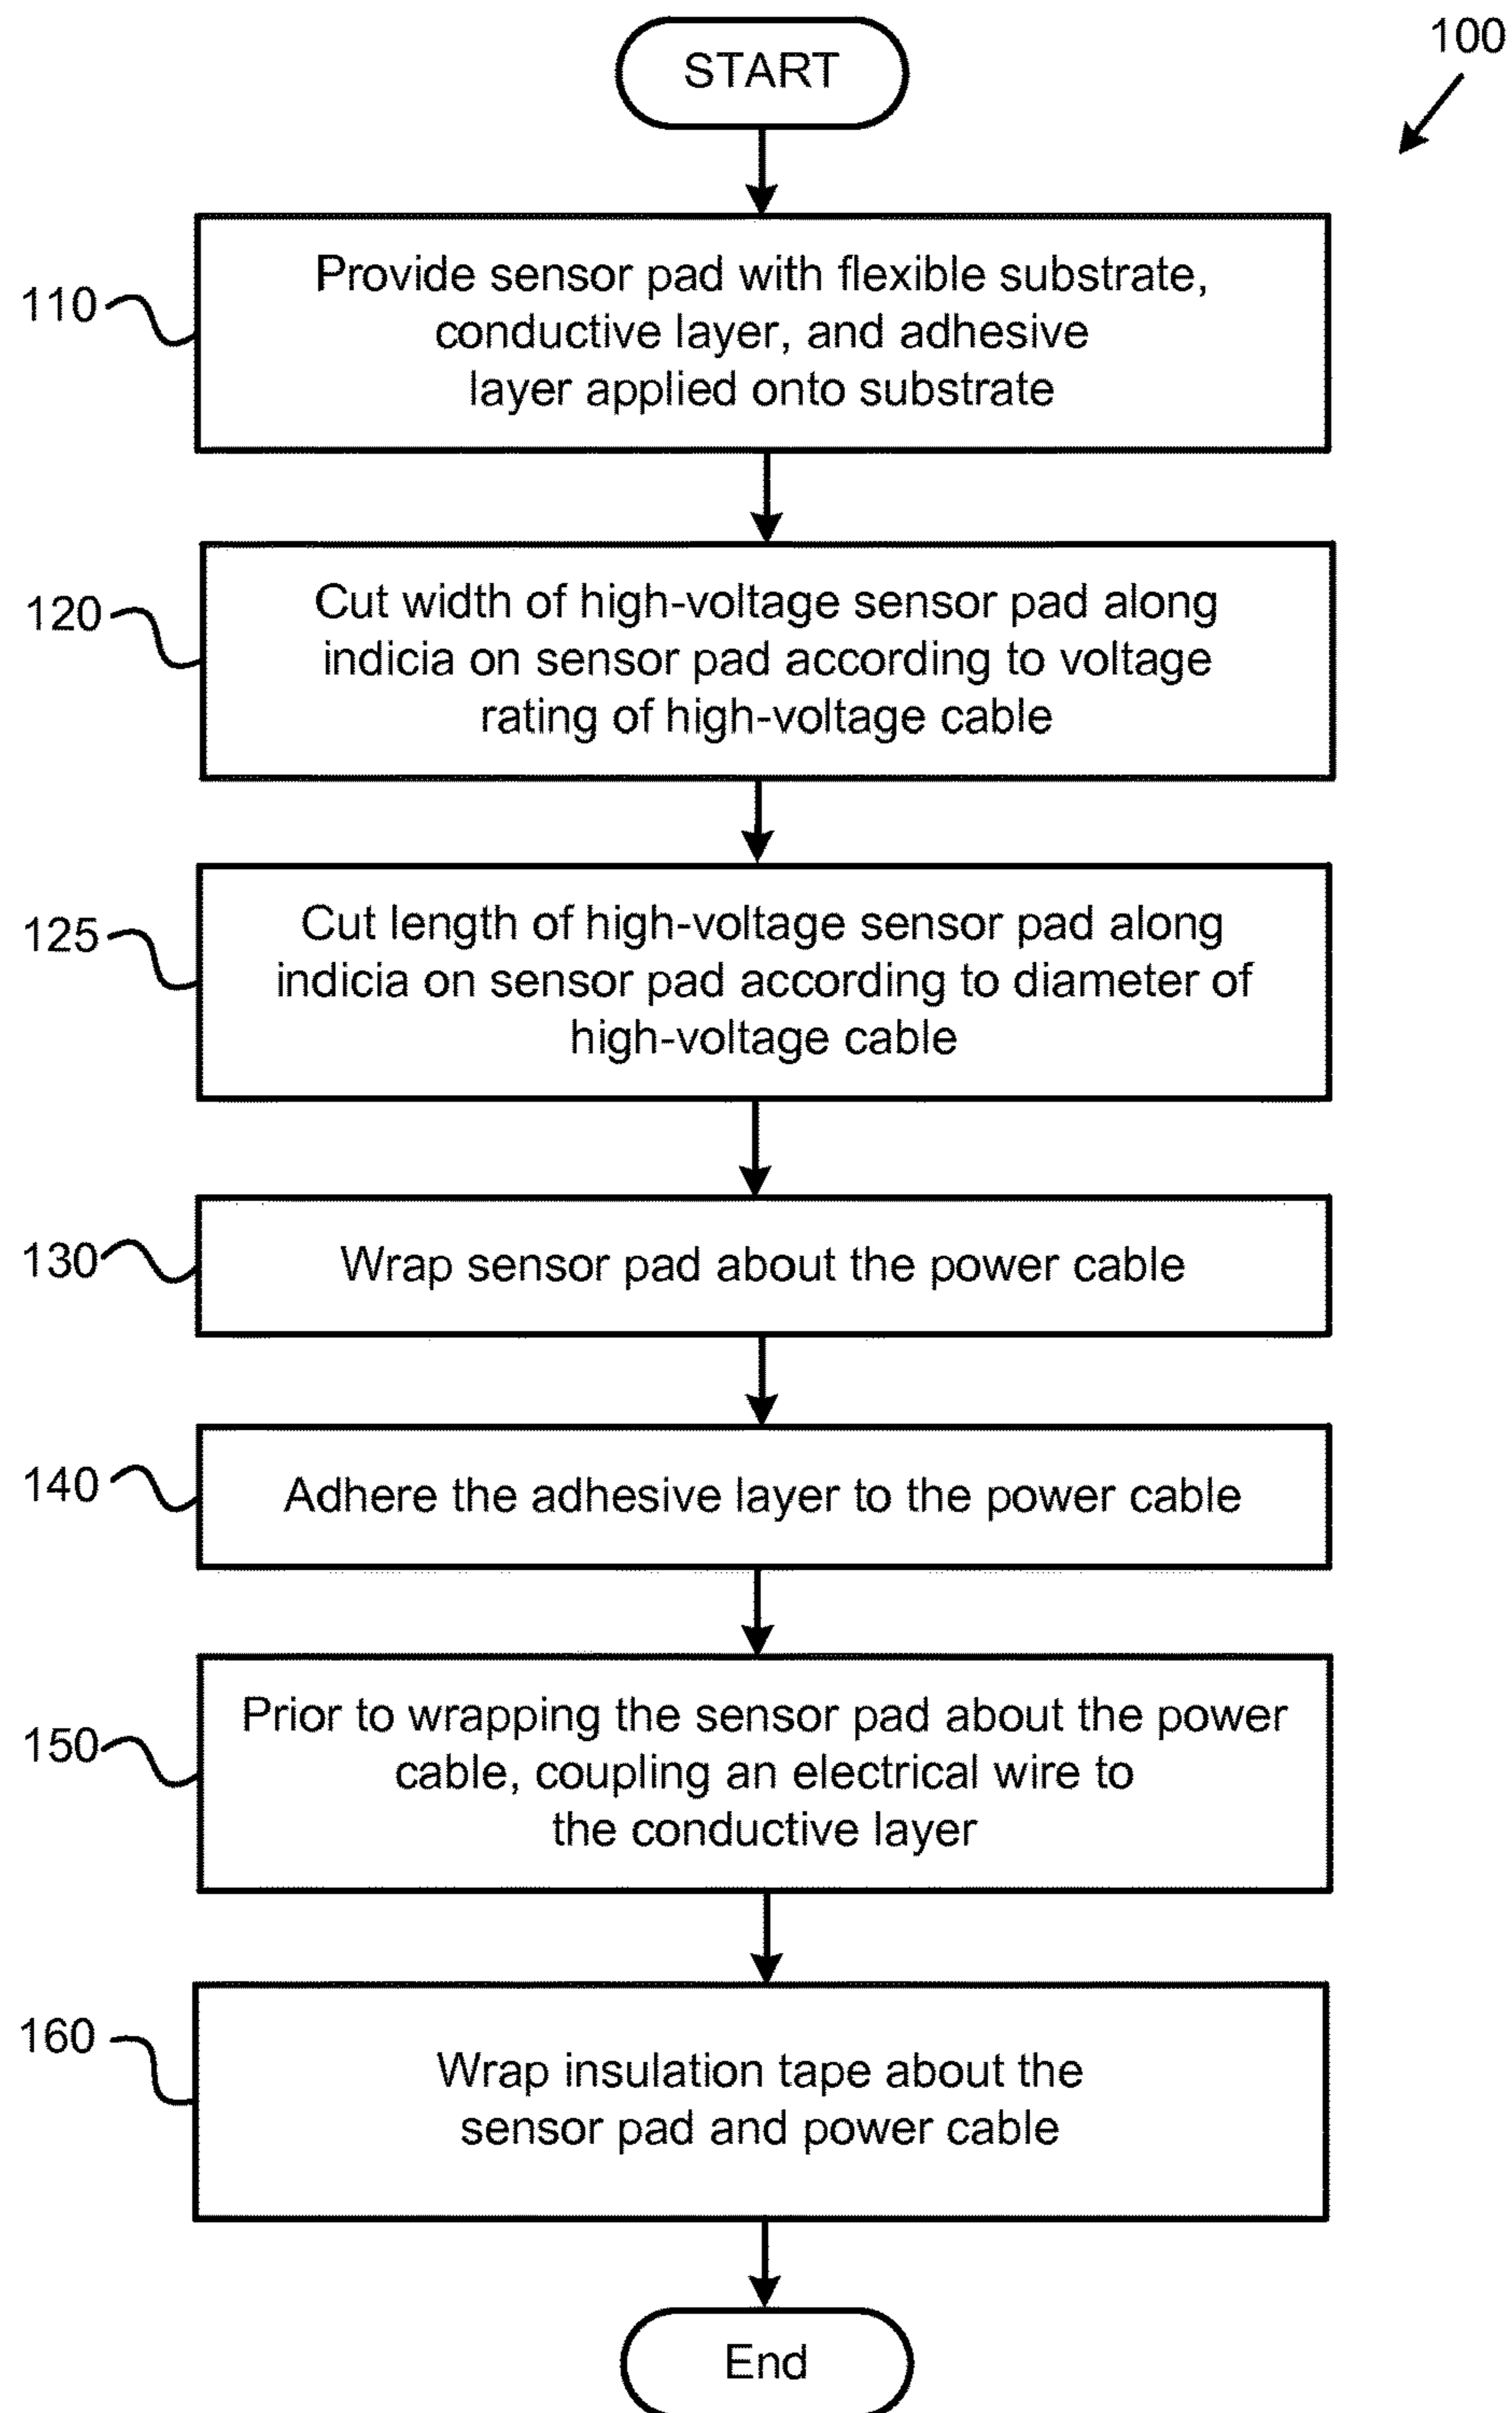 START
100
110
Provide sensor pad with flexible substrate,
conductive layer, and adhesive
layer applied onto substrate
120
Cut width of high-voltage sensor pad along
indicia on sensor pad according to voltage
rating of high-voltage cable
125
Cut length of high-voltage sensor pad along
indicia on sensor pad according to diameter of
high-voltage cable
130
Wrap sensor pad about the power cable
140
Adhere the adhesive layer to the power cable
150
Prior to wrapping the sensor pad about the power
cable, coupling an electrical wire to
the conductive layer
160
Wrap insulation tape about the
sensor pad and power cable
End